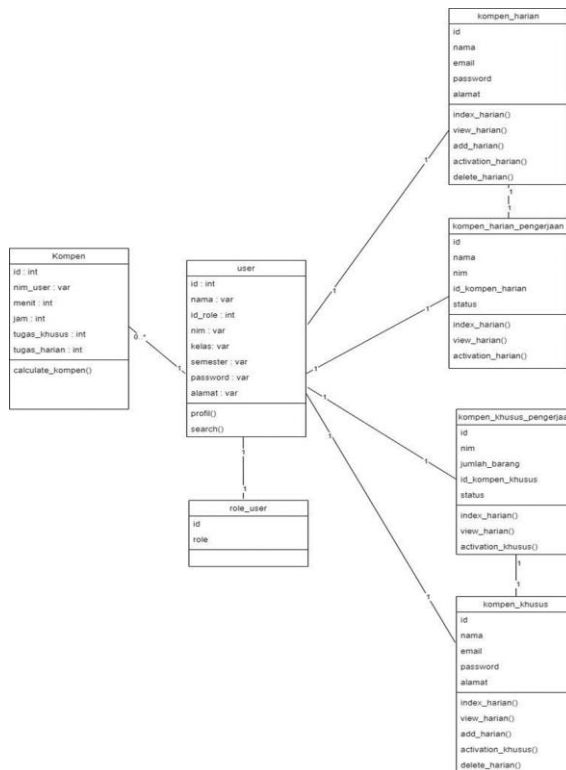 kompen_harian
id
nama
email
password
alamat
index_harian()
view_harian()
add_harian()
activation_harian()
delete_harian()
1
1
1
1
kompen_harian_pengerjaan
id
nama
nim
id_kompen_harian
status
index_harian()
view_harian()
activation_harian()
1
1
Kompen
id : int
nim_user : var
menit : int
jam : int
tugas_khusus : int
tugas_harian : int
calculate_kompen()
0..*
1
user
id : int
nama : var
id_role : int
nim : var
kelas: var
semester : var
password : var
alamat : var
profil()
search()
1
1
role_user
id
role
1
1
kompen_khusus_pengerjaa
id
nim
jumlah_barang
id_kompen_khusus
status
index_harian()
view_harian()
activation_khusus()
1
1
1
1
kompen_khusus
id
nama
email
password
alamat
index_harian()
view_harian()
add_harian()
activation_khusus()
delete_harian()